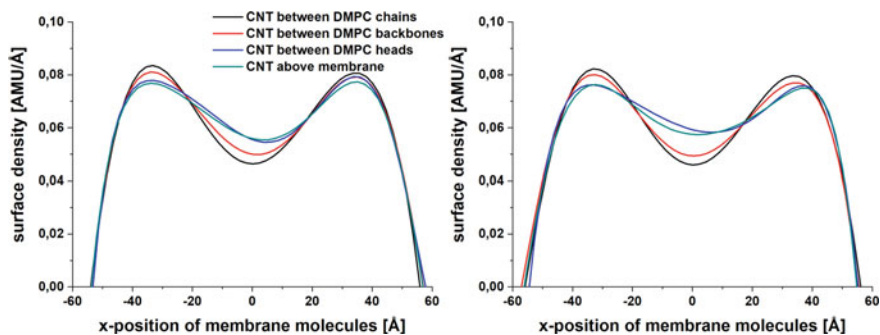 CNT between DMPC chains
CNT between DMPC backbones
CNT between DMPC heads
CNT above membrane
surface density [AMU/Å]
0,10
0,08
0,06
0,04
0,02
0,00
-60 -40 -20 0 20 40 60
x-position of membrane molecules [Å]
surface density [AMU/Å]
0,10
0,08
0,06
0,04
0,02
0,00
-60 -40 -20 0 20 40 60
x-position of membrane molecules [Å]